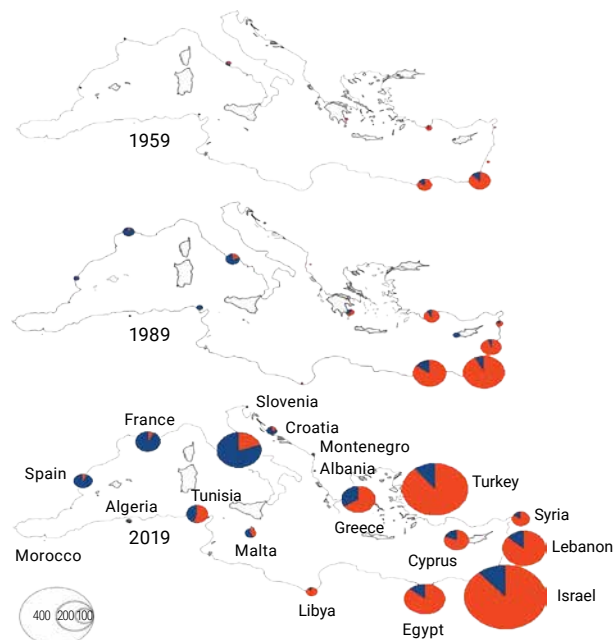 1959
1989
Slovenia
France
Croatia
Montenegro
Albania
Spain
Turkey
Algeria
Tunisia
Greece
Syria
Morocco
2019
Malta
Cyprus
Lebanon
Libya
Egypt
Israel
400 200 100